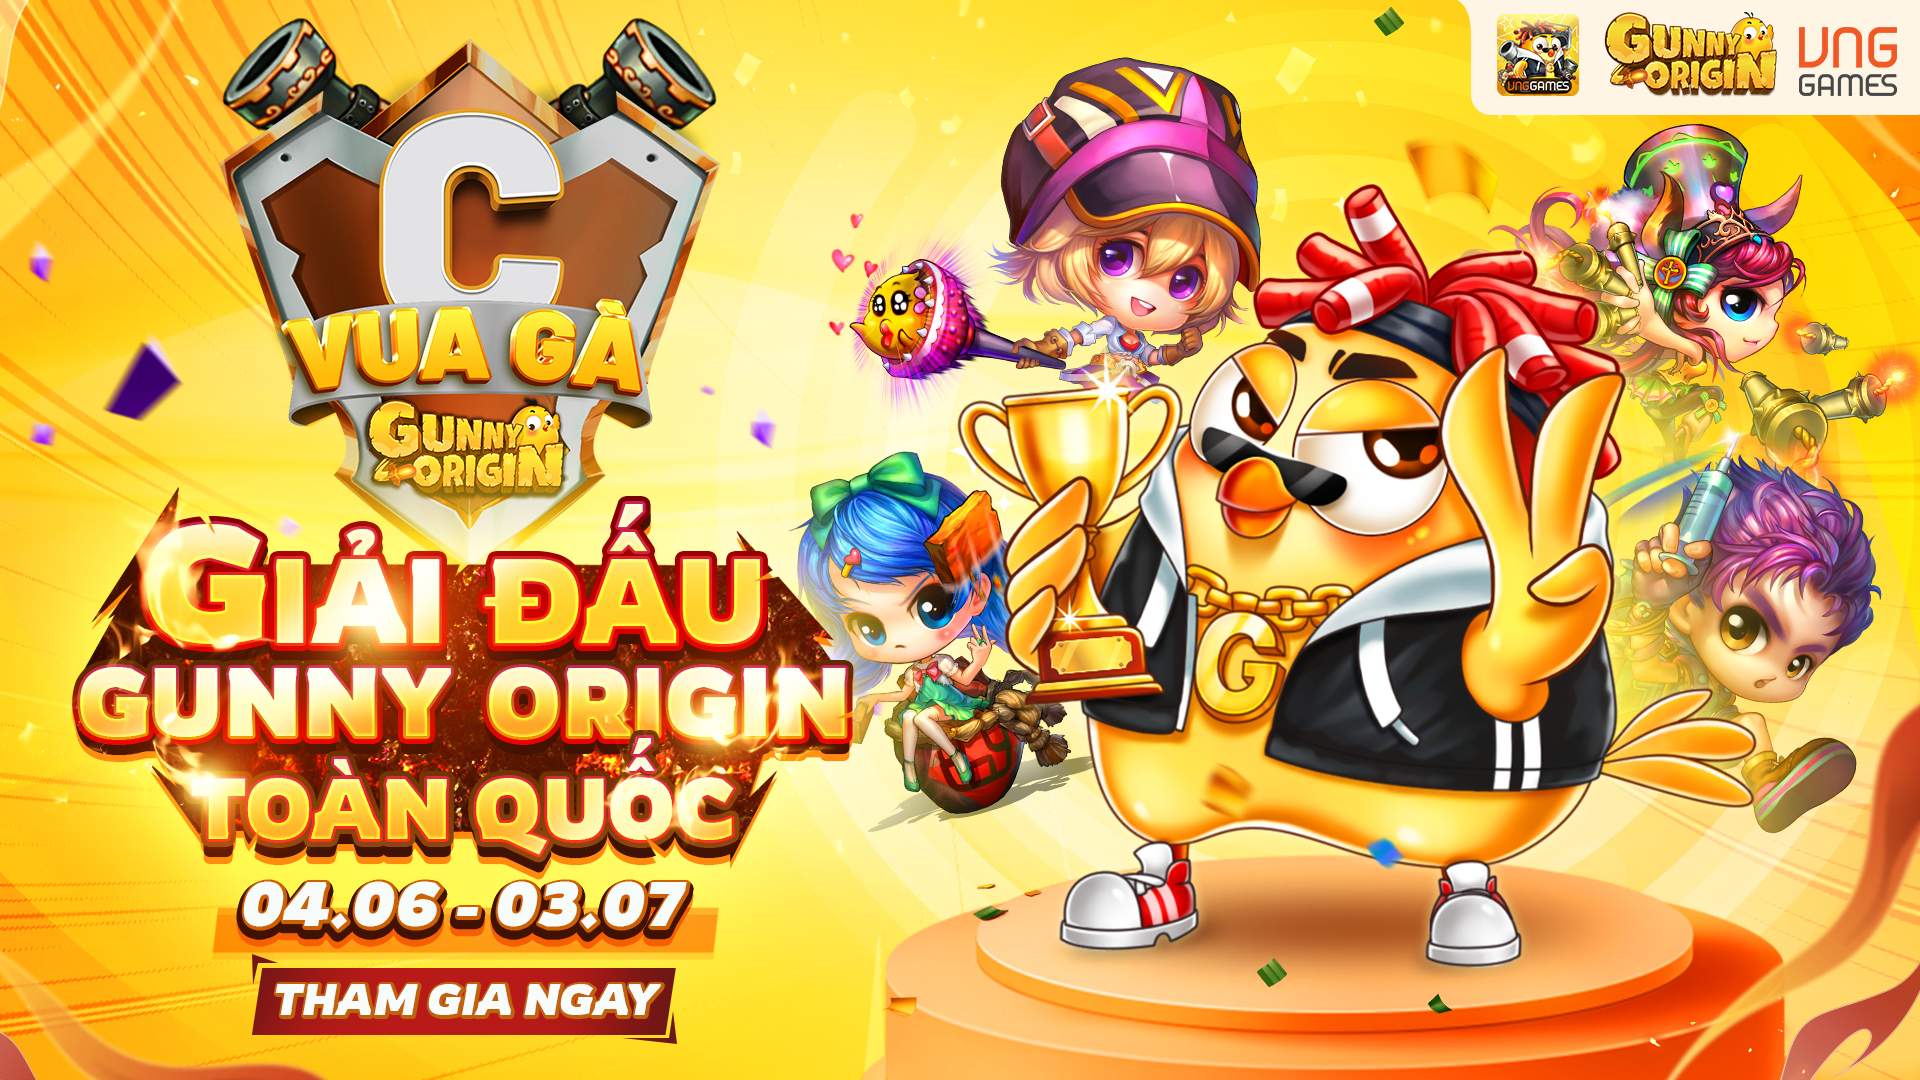 C
VUA GÀ
GUNNY
ORIGIN
GIẢI ĐẤU
GUNNY ORIGIN
TOÀN QUỐC
04.06 - 03.07
THAM GIA NGAY
VNGGAMES
GUNNY
ORIGIN
VNG
GAMES
G